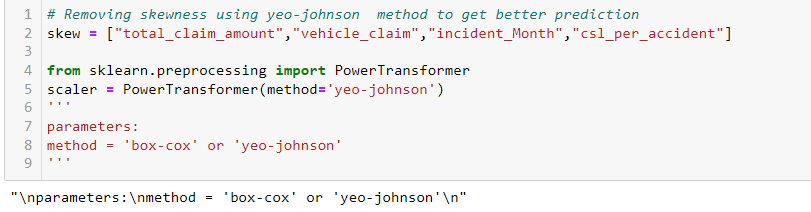 1 # Removing skewness using yeo-johnson  method to get better prediction
2 skew = ["total_claim_amount","vehicle_claim","incident_Month","csl_per_accident"]
3
4 from sklearn.preprocessing import PowerTransformer
5 scaler = PowerTransformer(method='yeo-johnson')
6 '''
7 parameters:
8 method = 'box-cox' or 'yeo-johnson'
9 '''
"\nparameters:\nmethod = 'box-cox' or 'yeo-johnson'\n"